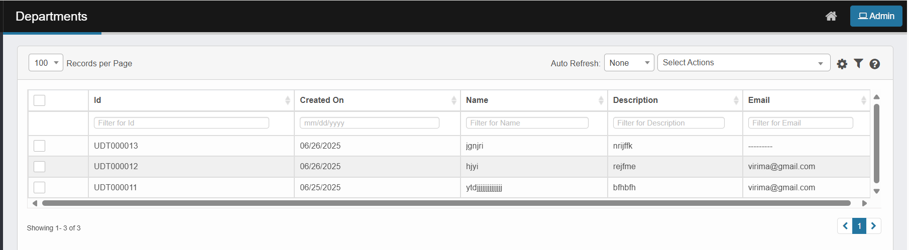 Departments
Admin
100 Records per Page Auto Refresh: None Select Actions
Id Created On Name Description Email
Filter for Id mm/dd/yyyy Filter for Name Filter for Description Filter for Email
UDT000013 06/26/2025 jgnjri nrijffk ---------
UDT000012 06/26/2025 hjyi rejfme virima@gmail.com
UDT000011 06/25/2025 bfhbfh virima@gmail.com
Showing 1- 3 of 3
1